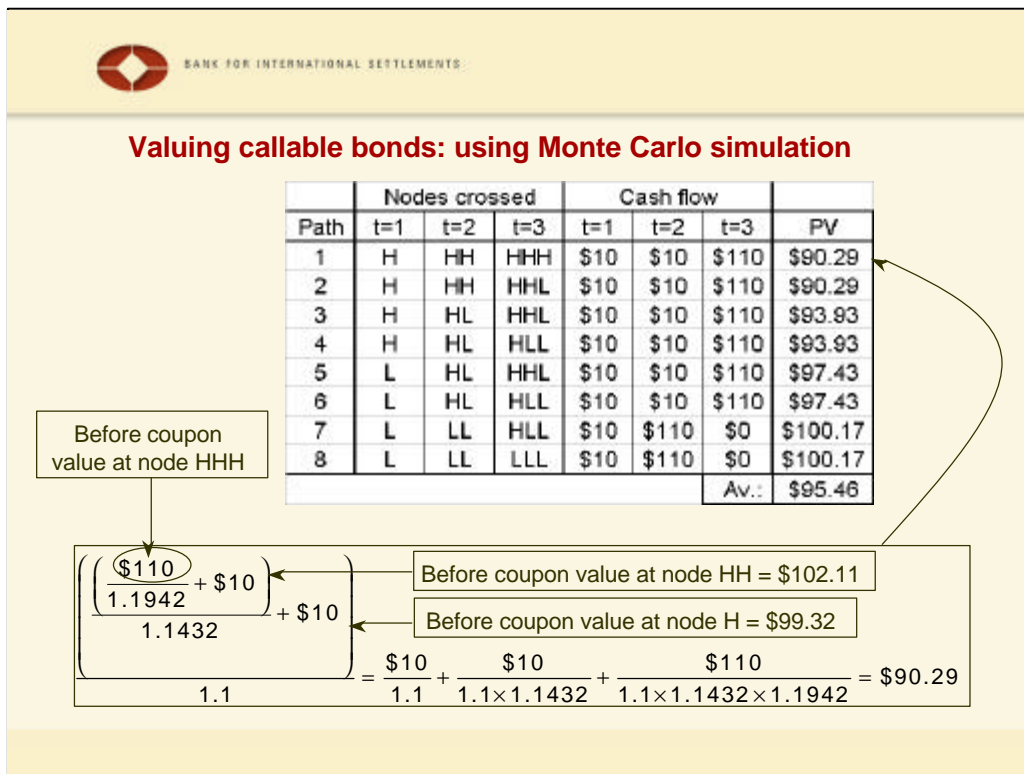 BANK FOR INTERNATIONAL SETTLEMENTS
Valuing callable bonds: using Monte Carlo simulation
Nodes crossed Cash flow
Path t=1 t=2 t=3 t=1 t=2 t=3 PV
1 H HH HHH $10 $10 $110 $90.29
2 H HH HHL $10 $10 $110 $90.29
3 H HL HHL $10 $10 $110 $93.93
4 H HL HLL $10 $10 $110 $93.93
5 L HL HHL $10 $10 $110 $97.43
6 L HL HLL $10 $10 $110 $97.43
7 L LL HLL $10 $110 $0 $100.17
8 L LL LLL $10 $110 $0 $100.17
Av.: $95.46
Before coupon
value at node HHH
Before coupon value at node HH = $102.11
Before coupon value at node H = $99.32
(((($110 / 1.1942) + $10) / 1.1432) + $10) / 1.1 = $10 / 1.1 + $10 / (1.1×1.1432) + $110 / (1.1×1.1432×1.1942) = $90.29